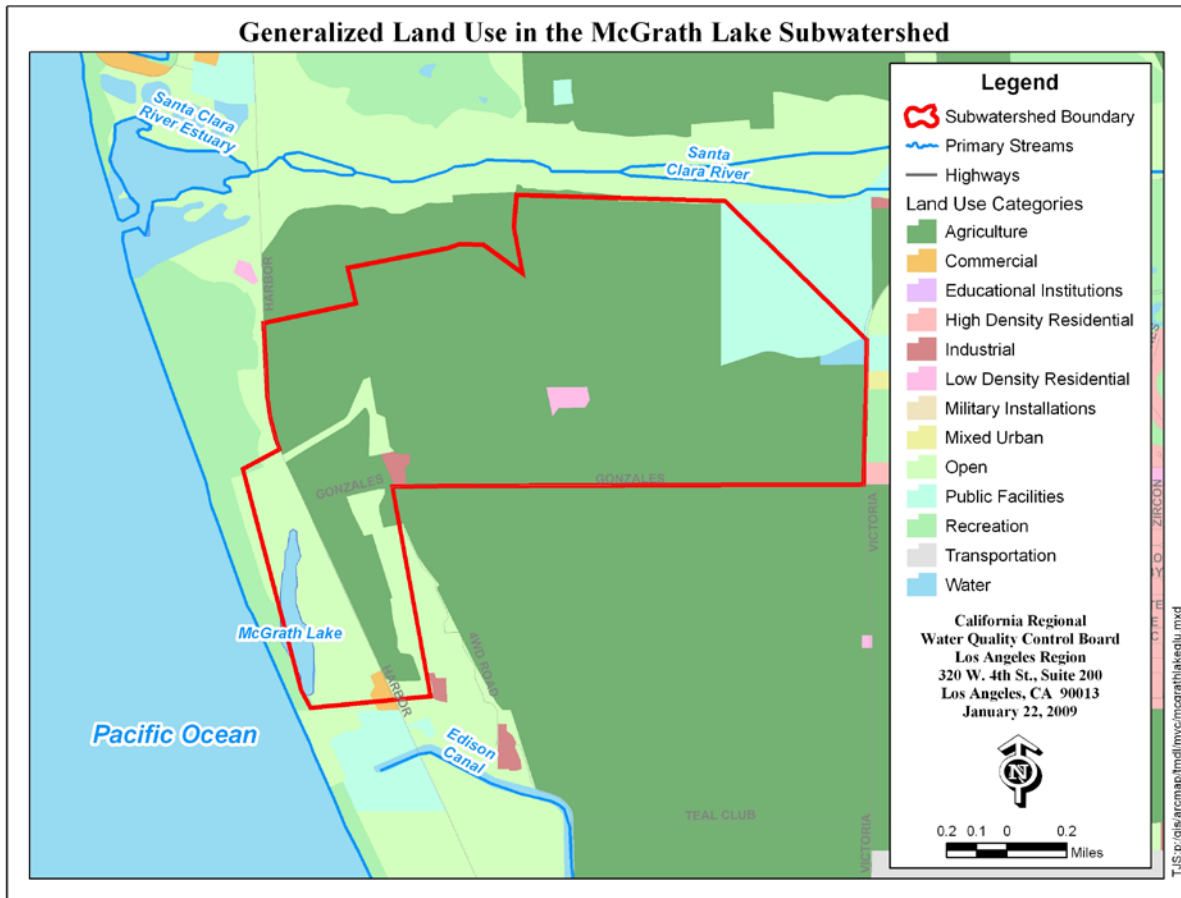 Generalized Land Use in the McGrath Lake Subwatershed
Santa Clara
River Estuary
Santa
Clara River
HARBOR
GONZALES
GONZALES
VICTORIA
McGrath Lake
HARBOR
4WD ROAD
Pacific Ocean
Edison
Canal
TEAL CLUB
VICTORIA
ZIRCON
Legend
Subwatershed Boundary
Primary Streams
Highways
Land Use Categories
Agriculture
Commercial
Educational Institutions
High Density Residential
Industrial
Low Density Residential
Military Installations
Mixed Urban
Open
Public Facilities
Recreation
Transportation
Water
California Regional
Water Quality Control Board
Los Angeles Region
320 W. 4th St., Suite 200
Los Angeles, CA 90013
January 22, 2009
N
0.2 0.1 0 0.2
Miles
TJS:p:/gis/arcmap/tmdl/mvc/mcgrathlakeglu.mxd